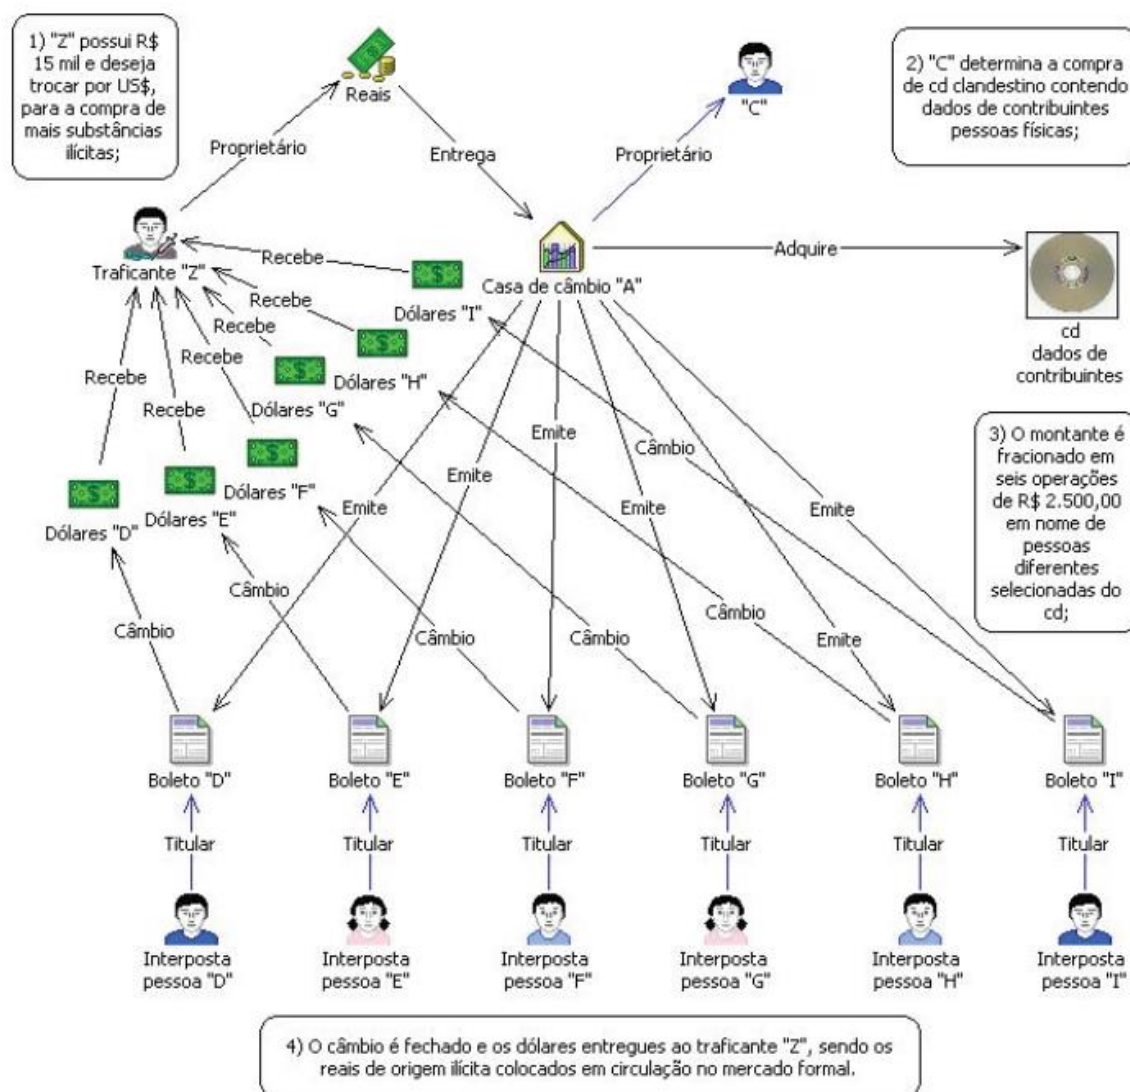 1) "Z" possui R$
15 mil e deseja
trocar por US$,
para a compra de
mais substâncias
ilícitas;
Reais
"C"
2) "C" determina a compra
de cd clandestino contendo
dados de contribuintes
pessoas físicas;
Proprietário
Entrega
Proprietário
Traficante "Z"
Recebe
Casa de câmbio "A"
Adquire
cd
dados de
contribuintes
Dólares "I"
Recebe
Dólares "H"
Recebe
Dólares "G"
Recebe
Dólares "F"
Recebe
Dólares "E"
Recebe
Dólares "D"
Emite
Emite
Emite
Emite
Emite
Emite
Câmbio
Câmbio
Câmbio
Câmbio
Câmbio
Câmbio
3) O montante é
fracionado em
seis operações
de R$ 2.500,00
em nome de
pessoas
diferentes
selecionadas do
cd;
Boleto "D"
Boleto "E"
Boleto "F"
Boleto "G"
Boleto "H"
Boleto "I"
Titular
Titular
Titular
Titular
Titular
Titular
Interposta
pessoa "D"
Interposta
pessoa "E"
Interposta
pessoa "F"
Interposta
pessoa "G"
Interposta
pessoa "H"
Interposta
pessoa "I"
4) O câmbio é fechado e os dólares entregues ao traficante "Z", sendo os
reais de origem ilícita colocados em circulação no mercado formal.